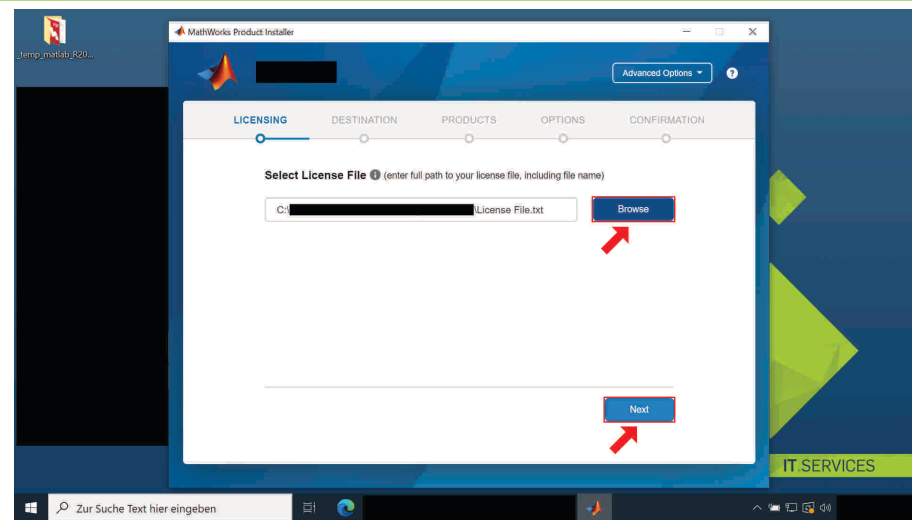 _temp_matlab_R20...
MathWorks Product Installer
Advanced Options
?
LICENSING DESTINATION PRODUCTS OPTIONS CONFIRMATION
Select License File i (enter full path to your license file, including file name)
C:\ \License File.txt Browse
Next
IT.SERVICES
Zur Suche Text hier eingeben